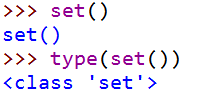 >>> set()
set()
>>> type(set())
<class 'set'>